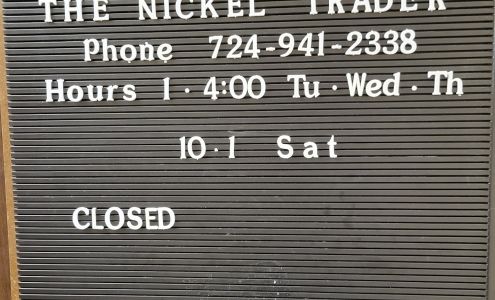 THE NICKEL TRADER
Phone 724-941-2338
Hours 1 · 4:00 Tu · Wed · Th
10 · 1 Sat
CLOSED